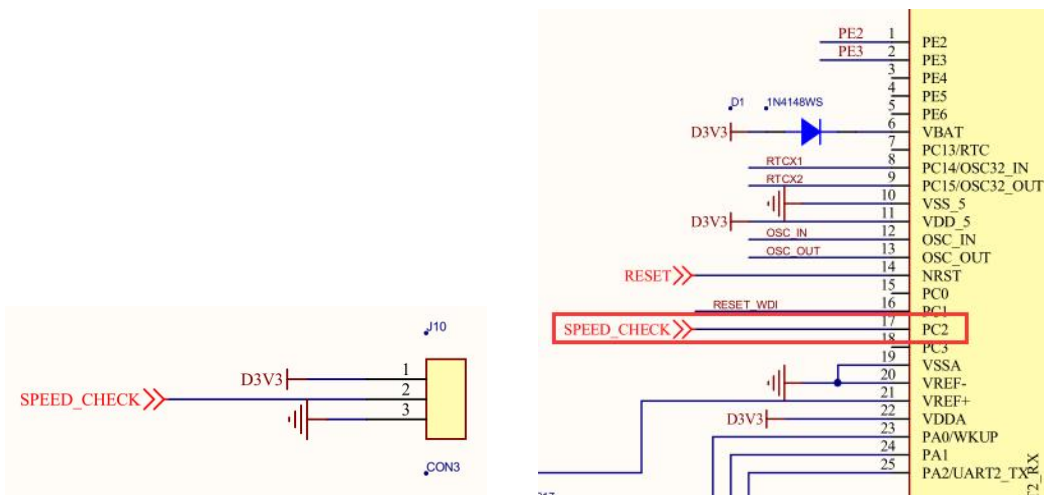 J10
D3V3 1
SPEED_CHECK 2
3
CON3
PE2 1 PE2
PE3 2 PE3
3 PE4
4 PE5
5 PE6
D1 1N4148WS
D3V3 6 VBAT
7 PC13/RTC
RTCX1 8 PC14/OSC32_IN
RTCX2 9 PC15/OSC32_OUT
10 VSS_5
D3V3 11 VDD_5
OSC_IN 12 OSC_IN
OSC_OUT 13 OSC_OUT
RESET 14 NRST
15 PC0
RESET_WDI 16 PC1
SPEED_CHECK 17 PC2
18 PC3
19 VSSA
20 VREF-
21 VREF+
D3V3 22 VDDA
23 PA0/WKUP
24 PA1
25 PA2/UART2_TX